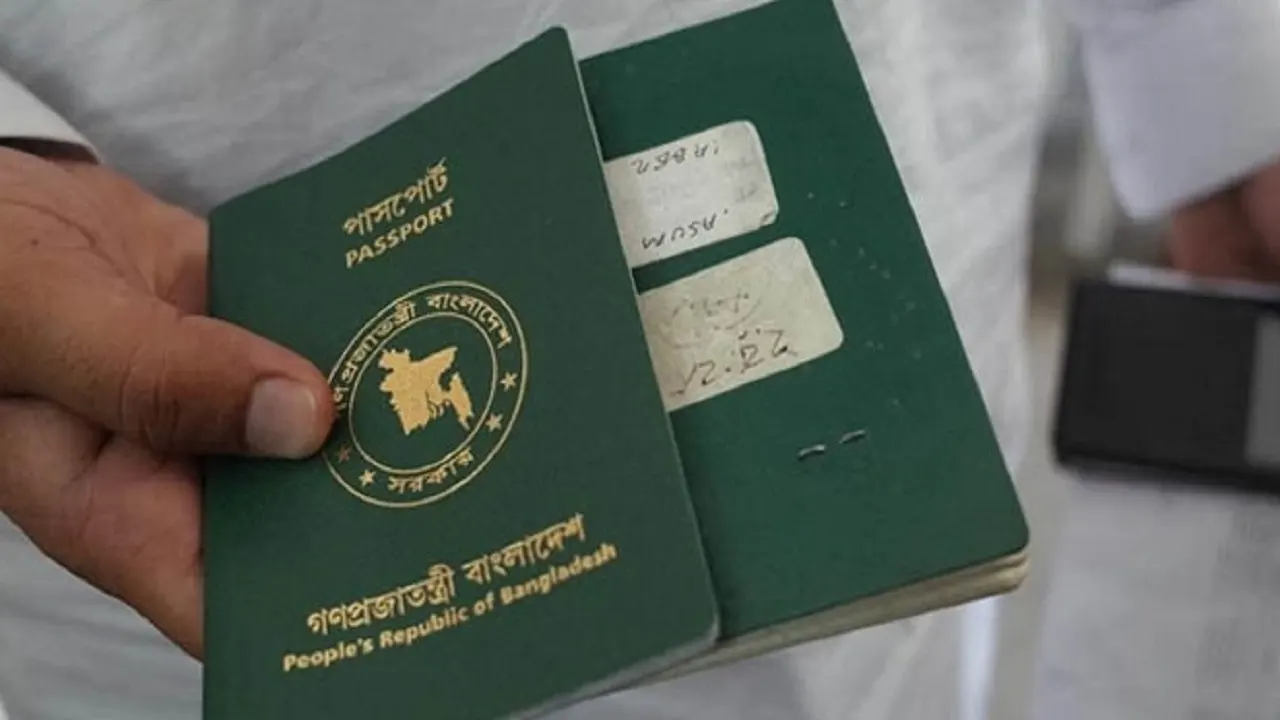 পাসপোর্ট
PASSPORT
গণপ্রজাতন্ত্রী বাংলাদেশ
সরকার
গণপ্রজাতন্ত্রী বাংলাদেশ
People's Republic of Bangladesh